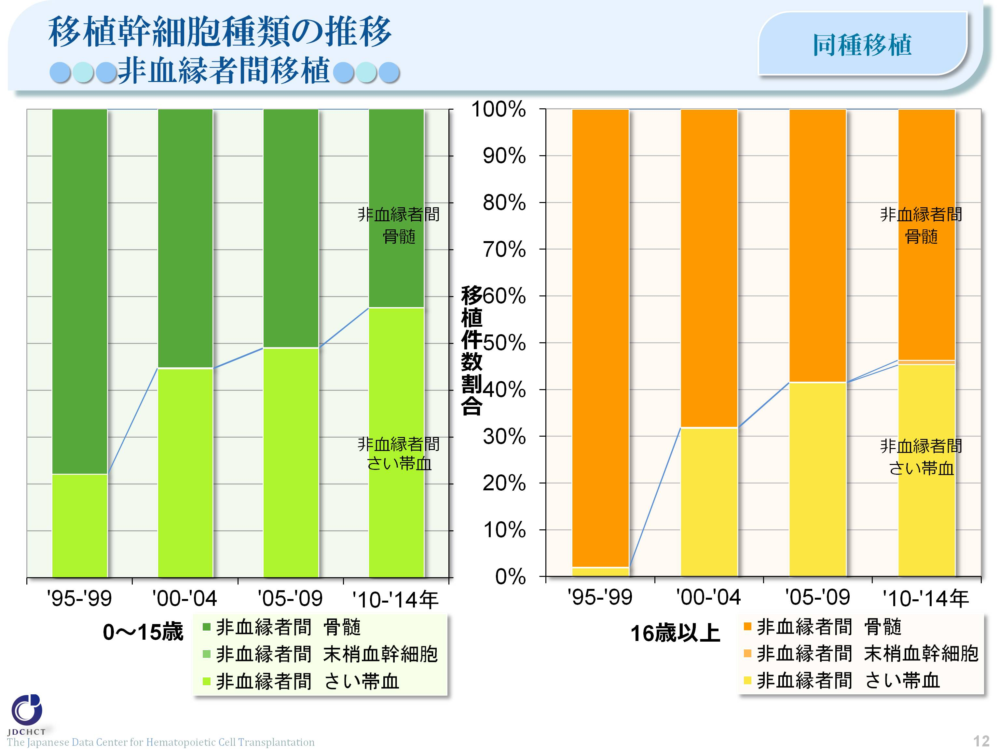 移植幹細胞種類の推移
非血縁者間移植
同種移植
非血縁者間
骨髄
非血縁者間
さい帯血
'95-'99
'00-'04
'05-'09
'10-'14年
0～15歳
非血縁者間 骨髄
非血縁者間 末梢血幹細胞
非血縁者間 さい帯血
移植件数割合
100%
90%
80%
70%
60%
50%
40%
30%
20%
10%
0%
非血縁者間
骨髄
非血縁者間
さい帯血
'95-'99
'00-'04
'05-'09
'10-'14年
16歳以上
非血縁者間 骨髄
非血縁者間 末梢血幹細胞
非血縁者間 さい帯血
JDCHCT
The Japanese Data Center for Hematopoietic Cell Transplantation
12